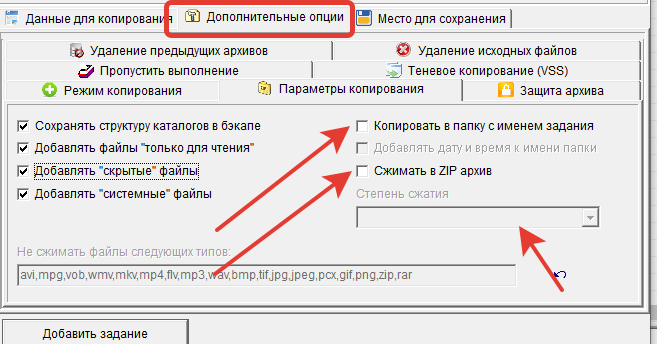 Данные для копирования Дополнительные опции Место для сохранения
Удаление предыдущих архивов Удаление исходных файлов
Пропустить выполнение Теневое копирование (VSS)
Режим копирования Параметры копирования Защита архива
Сохранять структуру каталогов в бэкапе
Добавлять файлы "только для чтения"
Добавлять "скрытые" файлы
Добавлять "системные" файлы
Копировать в папку с именем задания
Добавлять дату и время к имени папки
Сжимать в ZIP архив
Степень сжатия
Не сжимать файлы следующих типов:
avi,mpg,vob,wmv,mkv,mp4,flv,mp3,wav,bmp,tif,jpg,jpeg,pcx,gif,png,zip,rar
Добавить задание